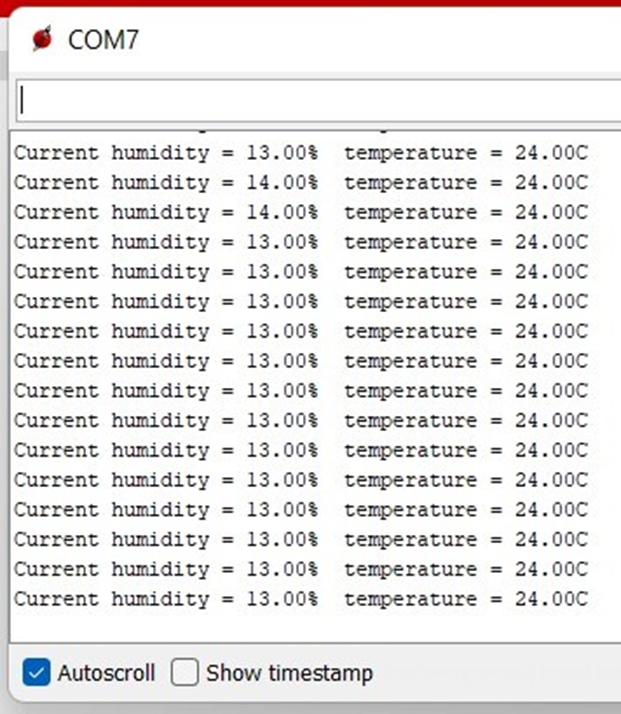 COM7
Current humidity = 13.00%  temperature = 24.00C
Current humidity = 14.00%  temperature = 24.00C
Current humidity = 14.00%  temperature = 24.00C
Current humidity = 13.00%  temperature = 24.00C
Current humidity = 13.00%  temperature = 24.00C
Current humidity = 13.00%  temperature = 24.00C
Current humidity = 13.00%  temperature = 24.00C
Current humidity = 13.00%  temperature = 24.00C
Current humidity = 13.00%  temperature = 24.00C
Current humidity = 13.00%  temperature = 24.00C
Current humidity = 13.00%  temperature = 24.00C
Current humidity = 13.00%  temperature = 24.00C
Current humidity = 13.00%  temperature = 24.00C
Current humidity = 13.00%  temperature = 24.00C
Current humidity = 13.00%  temperature = 24.00C
Current humidity = 13.00%  temperature = 24.00C
Autoscroll Show timestamp